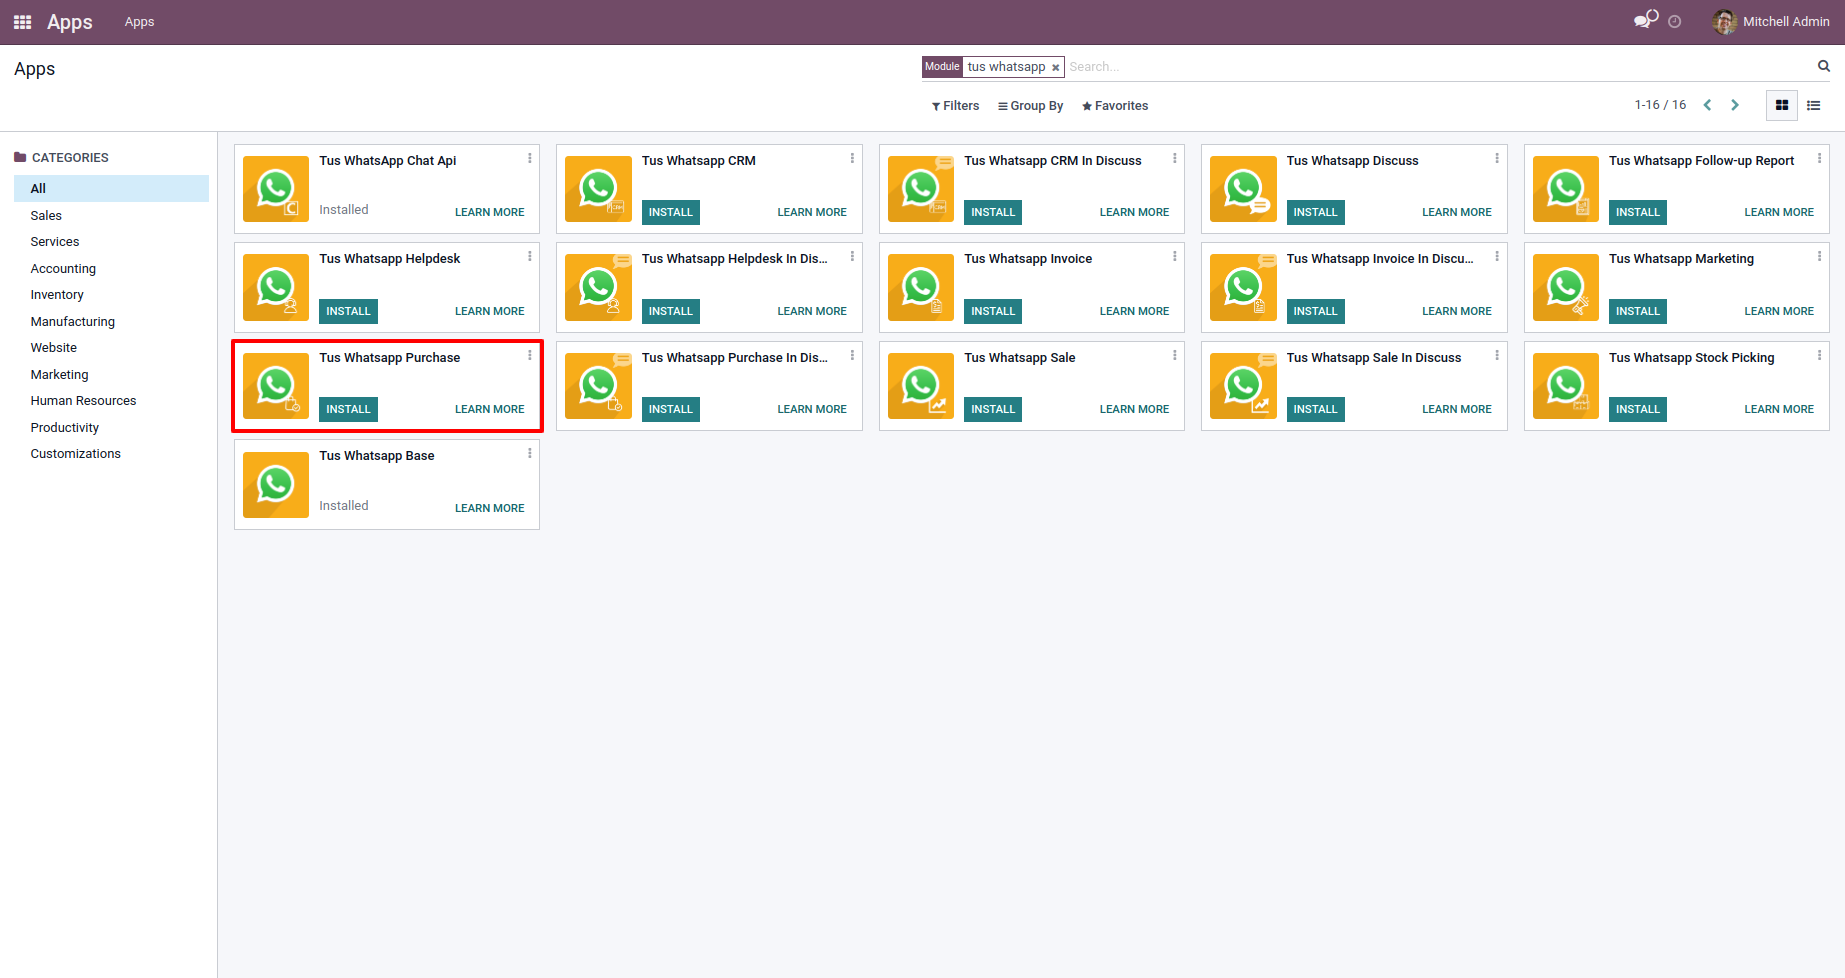 Apps
Apps
Mitchell Admin
Apps
Module tus whatsapp × Search...
Filters Group By Favorites
1-16 / 16
CATEGORIES
All
Sales
Services
Accounting
Inventory
Manufacturing
Website
Marketing
Human Resources
Productivity
Customizations
Tus WhatsApp Chat Api
Installed LEARN MORE
Tus Whatsapp CRM
INSTALL LEARN MORE
Tus Whatsapp CRM In Discuss
INSTALL LEARN MORE
Tus Whatsapp Discuss
INSTALL LEARN MORE
Tus Whatsapp Follow-up Report
INSTALL LEARN MORE
Tus Whatsapp Helpdesk
INSTALL LEARN MORE
Tus Whatsapp Helpdesk In Dis...
INSTALL LEARN MORE
Tus Whatsapp Invoice
INSTALL LEARN MORE
Tus Whatsapp Invoice In Discu...
INSTALL LEARN MORE
Tus Whatsapp Marketing
INSTALL LEARN MORE
Tus Whatsapp Purchase
INSTALL LEARN MORE
Tus Whatsapp Purchase In Dis...
INSTALL LEARN MORE
Tus Whatsapp Sale
INSTALL LEARN MORE
Tus Whatsapp Sale In Discuss
INSTALL LEARN MORE
Tus Whatsapp Stock Picking
INSTALL LEARN MORE
Tus Whatsapp Base
Installed LEARN MORE